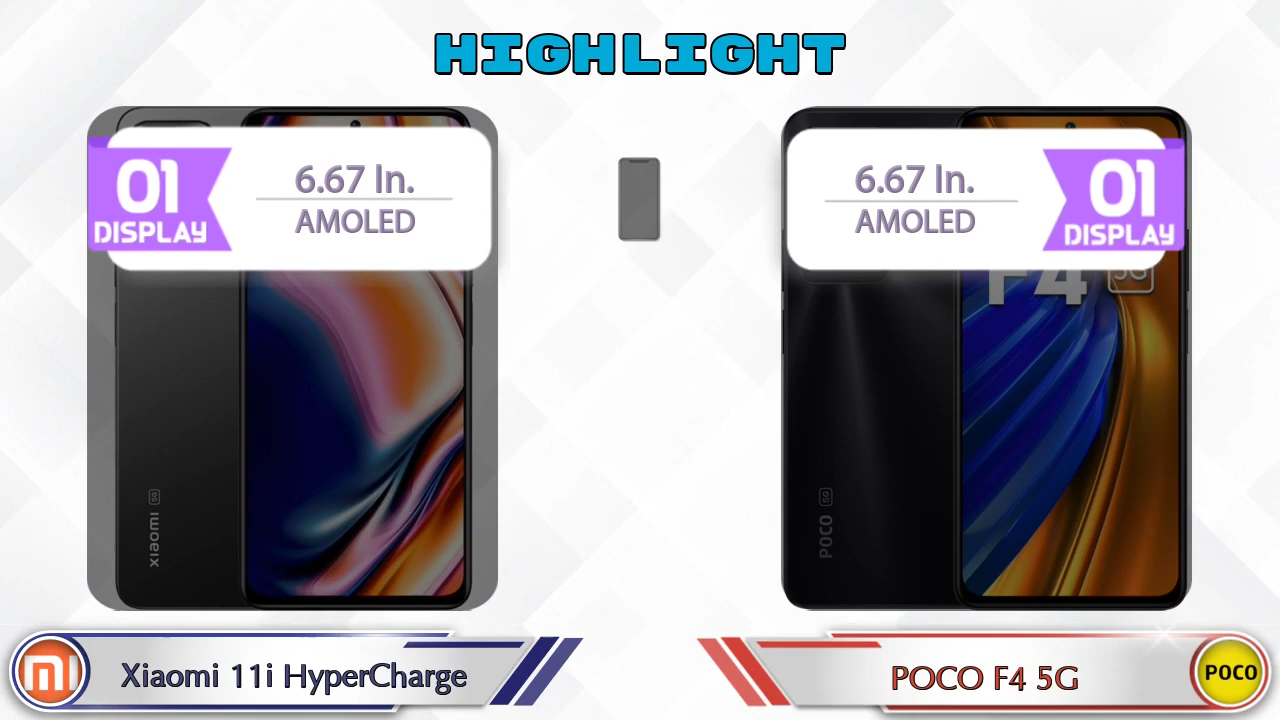 HIGHLIGHT
01
DISPLAY
6.67 In.
AMOLED
6.67 In.
AMOLED
01
DISPLAY
F4 5G
xiaomi 5G
POCO 5G
Xiaomi 11i HyperCharge
POCO F4 5G
POCO